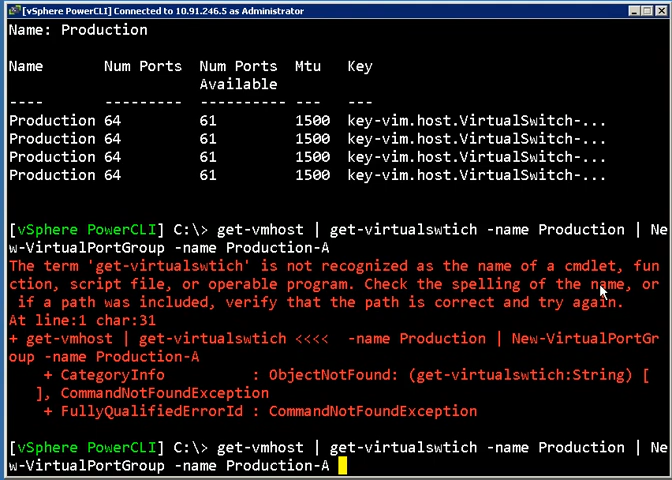 [vSphere PowerCLI] Connected to 10.91.246.5 as Administrator
Name: Production
Name Num Ports Num Ports Mtu Key
Available
---- --------- ---------- --- ---
Production 64 61 1500 key-vim.host.VirtualSwitch-...
Production 64 61 1500 key-vim.host.VirtualSwitch-...
Production 64 61 1500 key-vim.host.VirtualSwitch-...
Production 64 61 1500 key-vim.host.VirtualSwitch-...
[vSphere PowerCLI] C:\> get-vmhost | get-virtualswtich -name Production | Ne
w-VirtualPortGroup -name Production-A
The term 'get-virtualswtich' is not recognized as the name of a cmdlet, fun
ction, script file, or operable program. Check the spelling of the name, or
if a path was included, verify that the path is correct and try again.
At line:1 char:31
+ get-vmhost | get-virtualswtich <<<< -name Production | New-VirtualPortGr
oup -name Production-A
+ CategoryInfo : ObjectNotFound: (get-virtualswtich:String) [
], CommandNotFoundException
+ FullyQualifiedErrorId : CommandNotFoundException
[vSphere PowerCLI] C:\> get-vmhost | get-virtualswtich -name Production | Ne
w-VirtualPortGroup -name Production-A